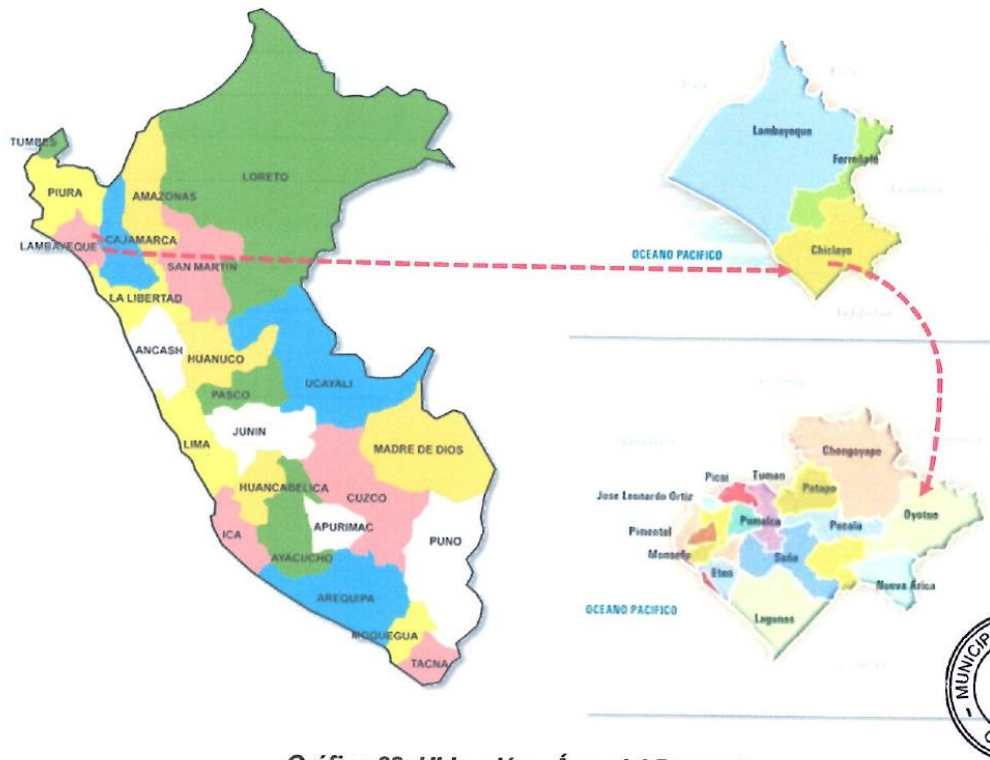 TUMBES
PIURA
AMAZONAS
LORETO
LAMBAYEQUE
CAJAMARCA
SAN MARTIN
LA LIBERTAD
ANCASH
HUANUCO
UCAYALI
PASCO
LIMA
JUNIN
MADRE DE DIOS
HUANCABELICA
CUZCO
ICA
APURIMAC
PUNO
AYACUCHO
AREQUIPA
MOQUEGUA
TACNA
Lambayeque
Ferreñafe
OCEANO PACIFICO
Chiclayo
Chongoyape
Picsi
Tuman
Patapo
Jose Leonardo Ortiz
Oyotun
Pimentel
Pomalca
Pucala
Monsefu
Saña
Eten
Nueva Arica
OCEANO PACIFICO
Lagunas
MUNICIP